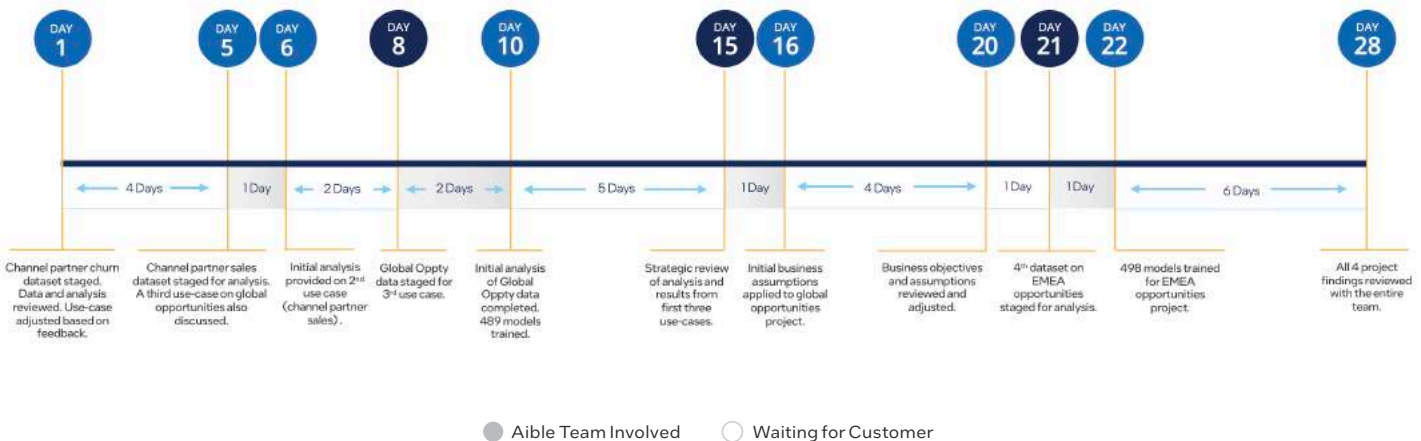 DAY
1
DAY
5
DAY
6
DAY
8
DAY
10
DAY
15
DAY
16
DAY
20
DAY
21
DAY
22
DAY
28
4 Days
1 Day
2 Days
2 Days
5 Days
1 Day
4 Days
1 Day
1 Day
6 Days
Channel partner churn
dataset staged.
Data and analysis
reviewed. Use-case
adjusted based on
feedback.
Channel partner sales
dataset staged for analysis.
A third use-case on global
opportunities also
discussed.
Initial analysis
provided on 2nd
use case
(channel partner
sales).
Global Oppty
data staged for
3rd use case.
Initial analysis
of Global
Oppty data
completed.
489 models
trained.
Strategic review
of analysis and
results from
first three
use-cases.
Initial business
assumptions
applied to global
opportunities
project.
Business objectives
and assumptions
reviewed and
adjusted.
4th dataset on
EMEA
opportunities
staged for analysis.
498 models trained
for EMEA
opportunities
project.
All 4 project
findings reviewed
with the entire
team.
Aible Team Involved
Waiting for Customer